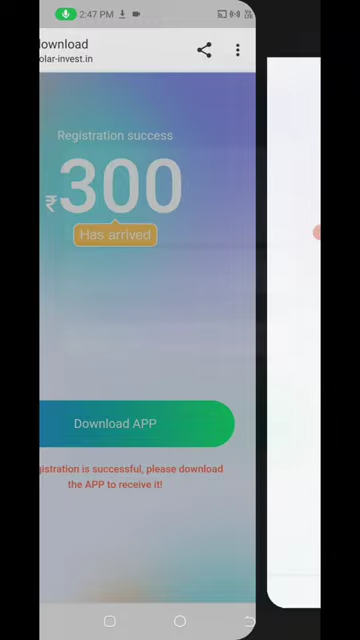 2:47 PM
download
olar-invest.in
Registration success
₹300
Has arrived
Download APP
gistration is successful, please download
the APP to receive it!